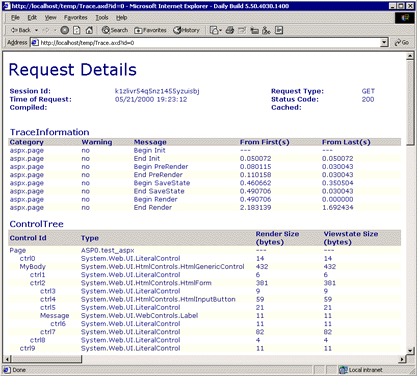 http://localhost/temp/Trace.axd?id=0 - Microsoft Internet Explorer - Daily Build 5.50.4030.1400
File Edit View Favorites Tools Help
Back Search Favorites History
Address http://localhost/temp/Trace.axd?id=0 Go
Request Details
Session Id: k1zlivr54q5nz1455yzuisbj Request Type: GET
Time of Request: 05/21/2000 19:23:12 Status Code: 200
Compiled: Cached:
TraceInformation
Category Warning Message From First(s) From Last(s)
aspx.page no Begin Init --- ---
aspx.page no End Init 0.050072 0.050072
aspx.page no Begin PreRender 0.080115 0.030043
aspx.page no End PreRender 0.110158 0.030043
aspx.page no Begin SaveState 0.460662 0.350504
aspx.page no End SaveState 0.490706 0.030043
aspx.page no Begin Render 0.490706 0.000000
aspx.page no End Render 2.183139 1.692434
ControlTree
Control Id Type Render Size (bytes) Viewstate Size (bytes)
Page ASP0.test_aspx --- ---
ctrl0 System.Web.UI.LiteralControl 14 14
MyBody System.Web.UI.HtmlControls.HtmlGenericControl 432 432
ctrl1 System.Web.UI.LiteralControl 6 6
ctrl2 System.Web.UI.HtmlControls.HtmlForm 381 381
ctrl3 System.Web.UI.LiteralControl 9 9
ctrl4 System.Web.UI.HtmlControls.HtmlInputButton 59 59
ctrl5 System.Web.UI.LiteralControl 21 21
Message System.Web.UI.WebControls.Label 11 11
ctrl6 System.Web.UI.LiteralControl 11 11
ctrl7 System.Web.UI.LiteralControl 82 82
ctrl8 System.Web.UI.LiteralControl 4 4
ctrl9 System.Web.UI.LiteralControl 11 11
Done Local intranet